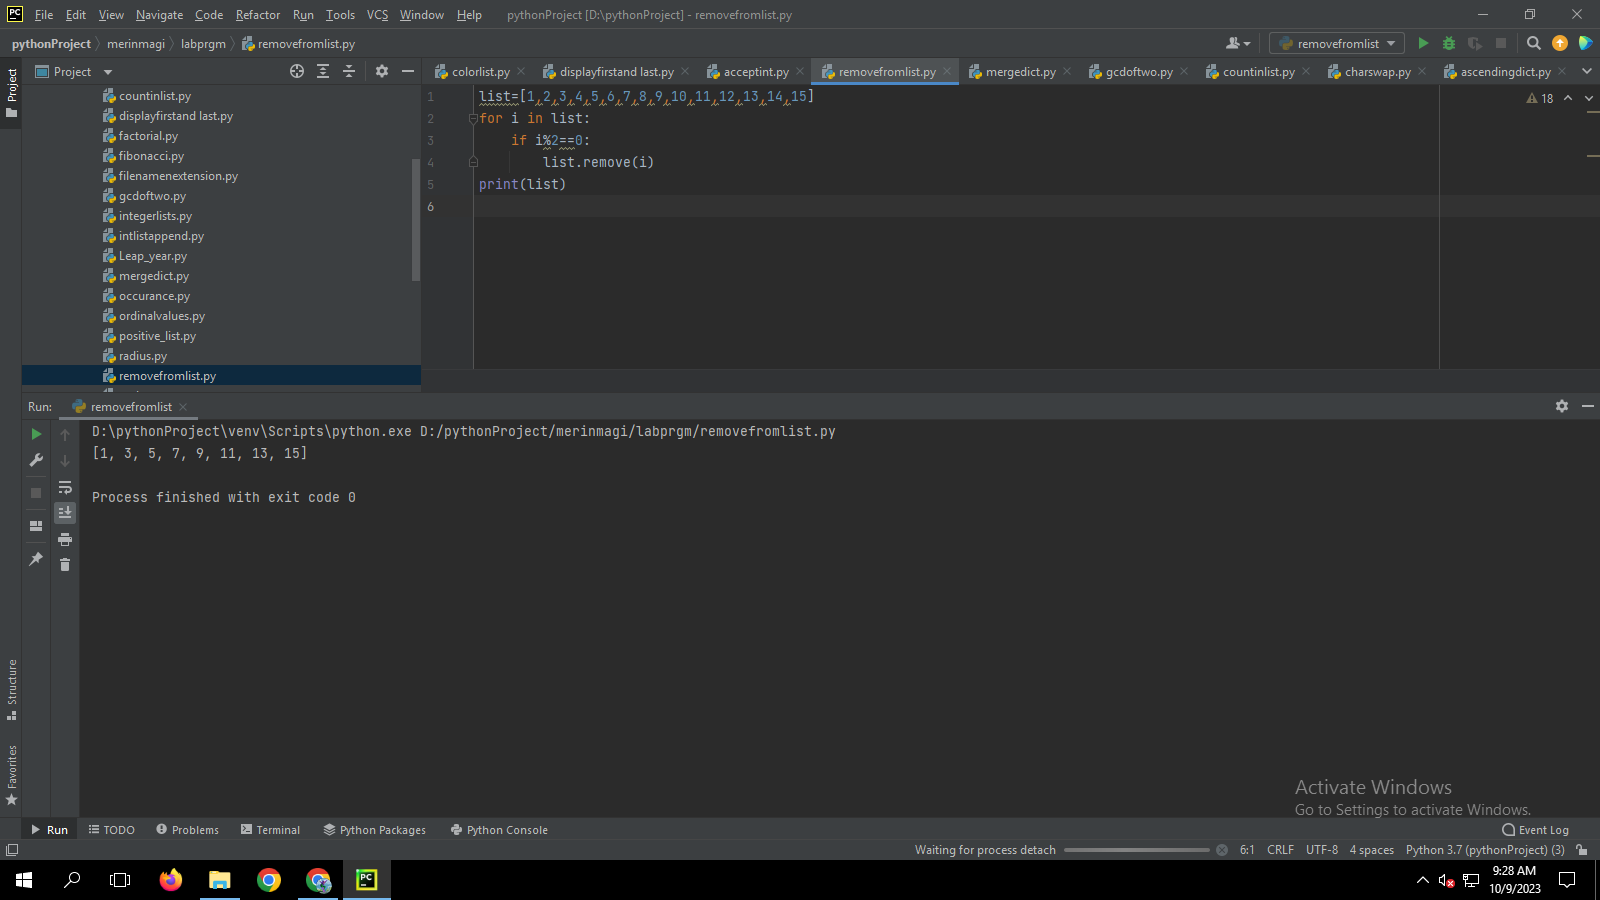 PC File Edit View Navigate Code Refactor Run Tools VCS Window Help pythonProject [D:\pythonProject] - removefromlist.py
pythonProject merinmagi labprgm removefromlist.py removefromlist
Project
Project
colorlist.py displayfirstand last.py acceptint.py removefromlist.py mergedict.py gcdoftwo.py countinlist.py charswap.py ascendingdict.py
countinlist.py
displayfirstand last.py
factorial.py
fibonacci.py
filenamenextension.py
gcdoftwo.py
integerlists.py
intlistappend.py
Leap_year.py
mergedict.py
occurance.py
ordinalvalues.py
positive_list.py
radius.py
removefromlist.py
1 list=[1,2,3,4,5,6,7,8,9,10,11,12,13,14,15]
18
2 for i in list:
3 if i%2==0:
4 list.remove(i)
5 print(list)
6
Run: removefromlist
D:\pythonProject\venv\Scripts\python.exe D:/pythonProject/merinmagi/labprgm/removefromlist.py
[1, 3, 5, 7, 9, 11, 13, 15]
Process finished with exit code 0
Structure
Favorites
Activate Windows
Go to Settings to activate Windows.
Run TODO Problems Terminal Python Packages Python Console Event Log
Waiting for process detach 6:1 CRLF UTF-8 4 spaces Python 3.7 (pythonProject) (3)
PC
9:28 AM
10/9/2023